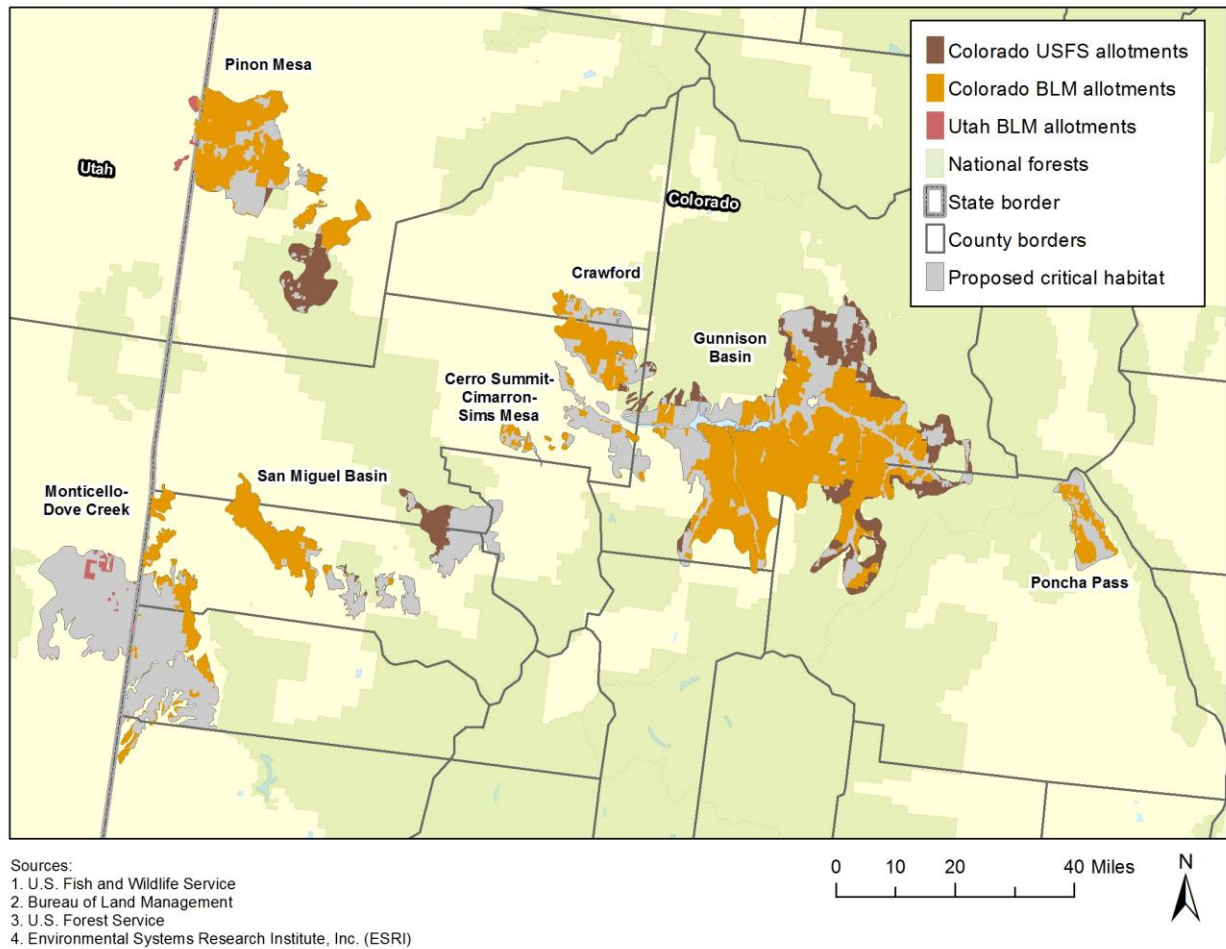 Pinon Mesa
Utah
Colorado
Crawford
Gunnison
Basin
Cerro Summit-
Cimarron-
Sims Mesa
San Miguel Basin
Monticello-
Dove Creek
Poncha Pass
Colorado USFS allotments
Colorado BLM allotments
Utah BLM allotments
National forests
State border
County borders
Proposed critical habitat
Sources:
1. U.S. Fish and Wildlife Service
2. Bureau of Land Management
3. U.S. Forest Service
4. Environmental Systems Research Institute, Inc. (ESRI)
0 10 20 40 Miles
N